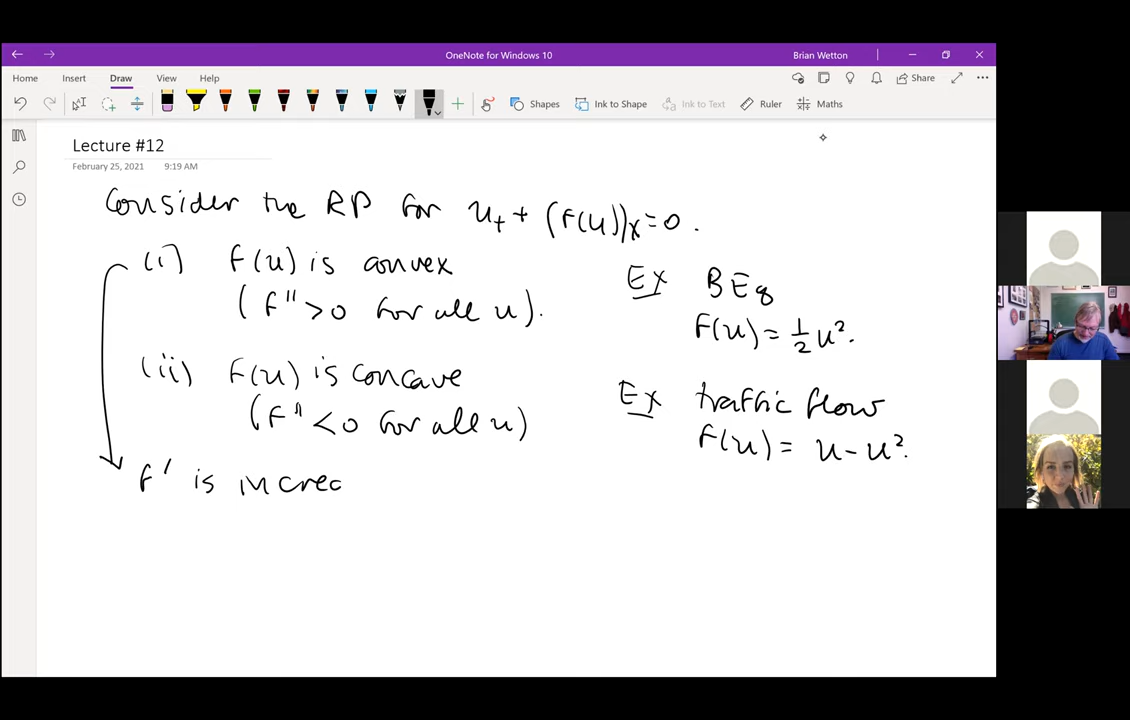 OneNote for Windows 10
Brian Wetton
Home Insert Draw View Help
Share
Shapes Ink to Shape Ink to Text Ruler Maths
Lecture #12
February 25, 2021 9:19 AM
Consider the RP for u_t + (f(u))_x = 0.
(i) f(u) is convex
(f'' > 0 for all u).
Ex BEq
f(u) = 1/2 u².
(ii) f(u) is concave
(f'' < 0 for all u)
Ex traffic flow
f(u) = u - u².
f' is increa